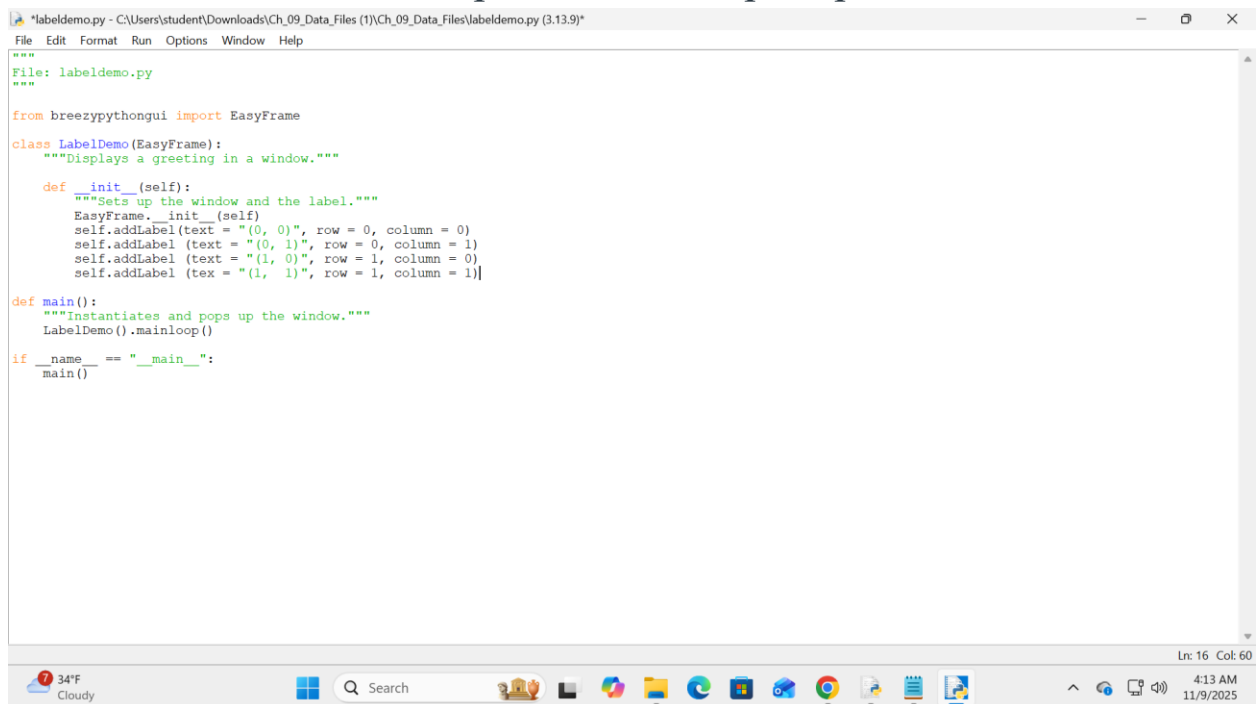 *labeldemo.py - C:\Users\student\Downloads\Ch_09_Data_Files (1)\Ch_09_Data_Files\labeldemo.py (3.13.9)*
File Edit Format Run Options Window Help
"""
File: labeldemo.py
"""
from breezypythongui import EasyFrame
class LabelDemo(EasyFrame):
    """Displays a greeting in a window."""
    def __init__(self):
        """Sets up the window and the label."""
        EasyFrame.__init__(self)
        self.addLabel(text = "(0, 0)", row = 0, column = 0)
        self.addLabel (text = "(0, 1)", row = 0, column = 1)
        self.addLabel (text = "(1, 0)", row = 1, column = 0)
        self.addLabel (tex = "(1,  1)", row = 1, column = 1)
def main():
    """Instantiates and pops up the window."""
    LabelDemo().mainloop()
if __name__ == "__main__":
    main()
Ln: 16 Col: 60
7
34°F
Cloudy
Search
4:13 AM
11/9/2025